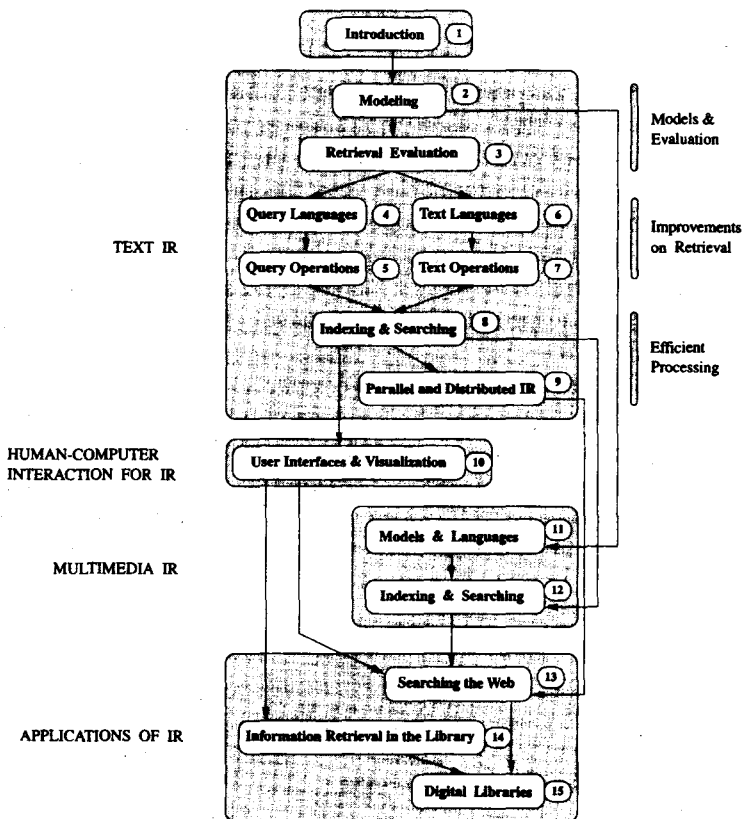 Introduction 1
Modeling 2
Models &
Evaluation
Retrieval Evaluation 3
Query Languages 4
Text Languages 6
Improvements
on Retrieval
TEXT IR
Query Operations 5
Text Operations 7
Indexing & Searching 8
Efficient
Processing
Parallel and Distributed IR 9
HUMAN-COMPUTER
INTERACTION FOR IR
User Interfaces & Visualization 10
Models & Languages 11
MULTIMEDIA IR
Indexing & Searching 12
Searching the Web 13
APPLICATIONS OF IR
Information Retrieval in the Library 14
Digital Libraries 15